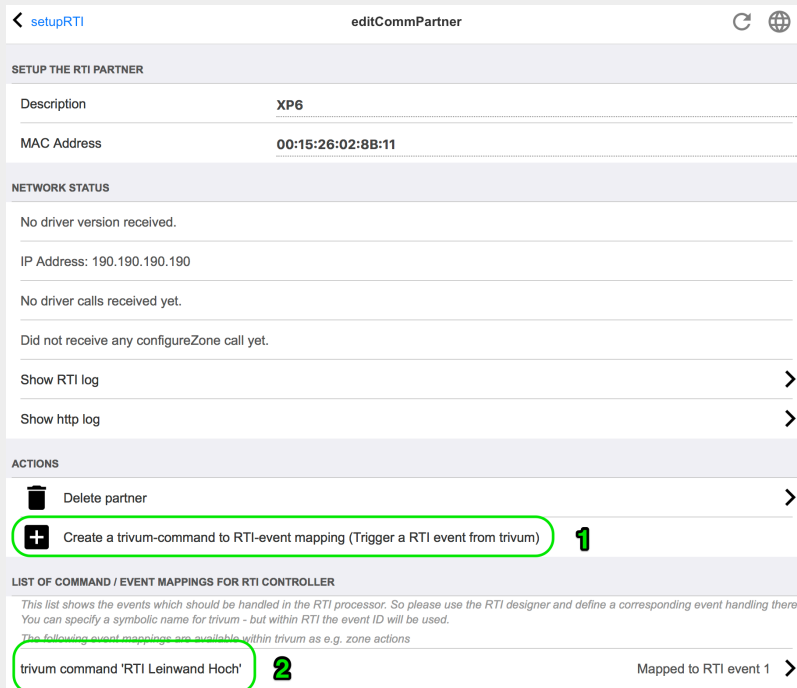 setupRTI editCommPartner
SETUP THE RTI PARTNER
Description XP6
MAC Address 00:15:26:02:8B:11
NETWORK STATUS
No driver version received.
IP Address: 190.190.190.190
No driver calls received yet.
Did not receive any configureZone call yet.
Show RTI log
Show http log
ACTIONS
Delete partner
Create a trivum-command to RTI-event mapping (Trigger a RTI event from trivum) 1
LIST OF COMMAND / EVENT MAPPINGS FOR RTI CONTROLLER
This list shows the events which should be handled in the RTI processor. So please use the RTI designer and define a corresponding event handling there
You can specify a symbolic name for trivum - but within RTI the event ID will be used.
The following event mappings are available within trivum as e.g. zone actions
trivum command 'RTI Leinwand Hoch' 2 Mapped to RTI event 1